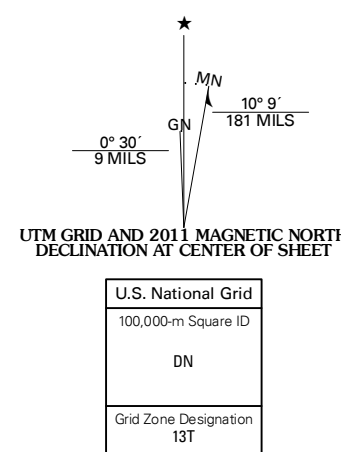 ★
MN
10° 9´
181 MILS
GN
0° 30´
9 MILS
UTM GRID AND 2011 MAGNETIC NORTH
DECLINATION AT CENTER OF SHEET
U.S. National Grid
100,000-m Square ID
DN
Grid Zone Designation
13T